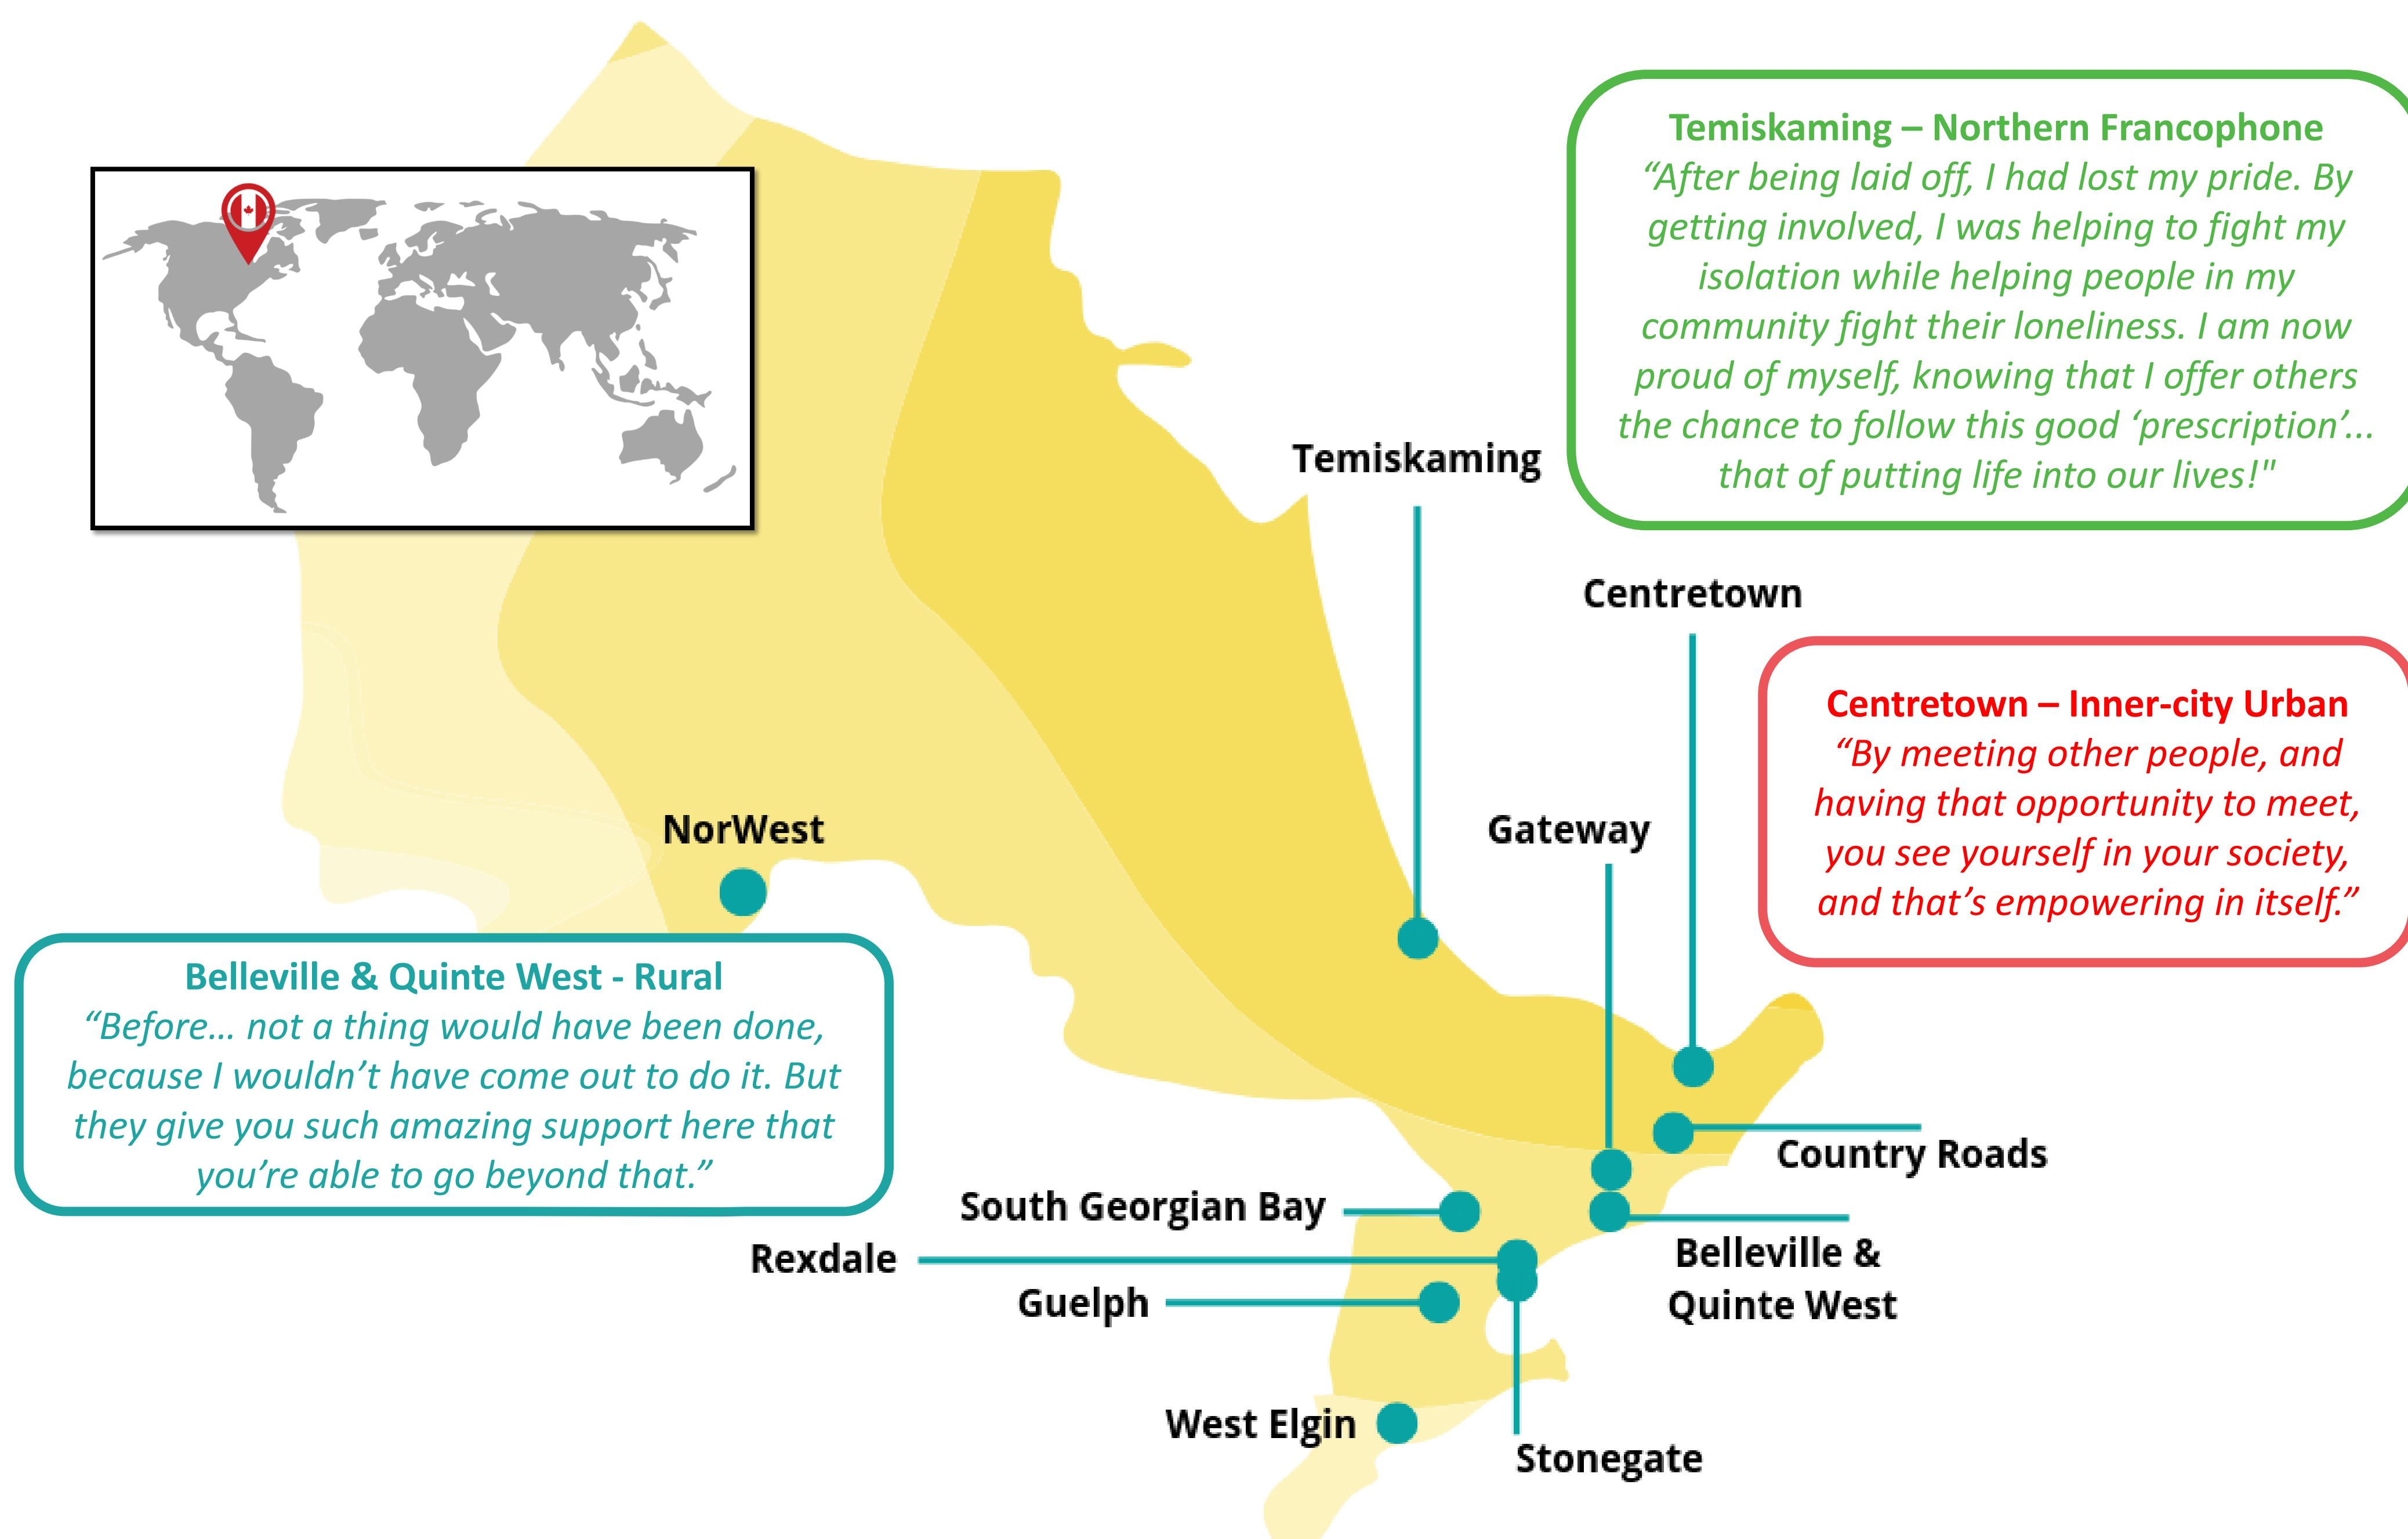 Temiskaming – Northern Francophone
“After being laid off, I had lost my pride. By
getting involved, I was helping to fight my
isolation while helping people in my
community fight their loneliness. I am now
proud of myself, knowing that I offer others
the chance to follow this good ‘prescription’...
that of putting life into our lives!"
Temiskaming
Centretown
Centretown – Inner-city Urban
“By meeting other people, and
having that opportunity to meet,
you see yourself in your society,
and that’s empowering in itself.”
NorWest
Gateway
Belleville & Quinte West - Rural
“Before… not a thing would have been done,
because I wouldn’t have come out to do it. But
they give you such amazing support here that
you’re able to go beyond that.”
Country Roads
South Georgian Bay
Rexdale
Belleville &
Quinte West
Guelph
West Elgin
Stonegate